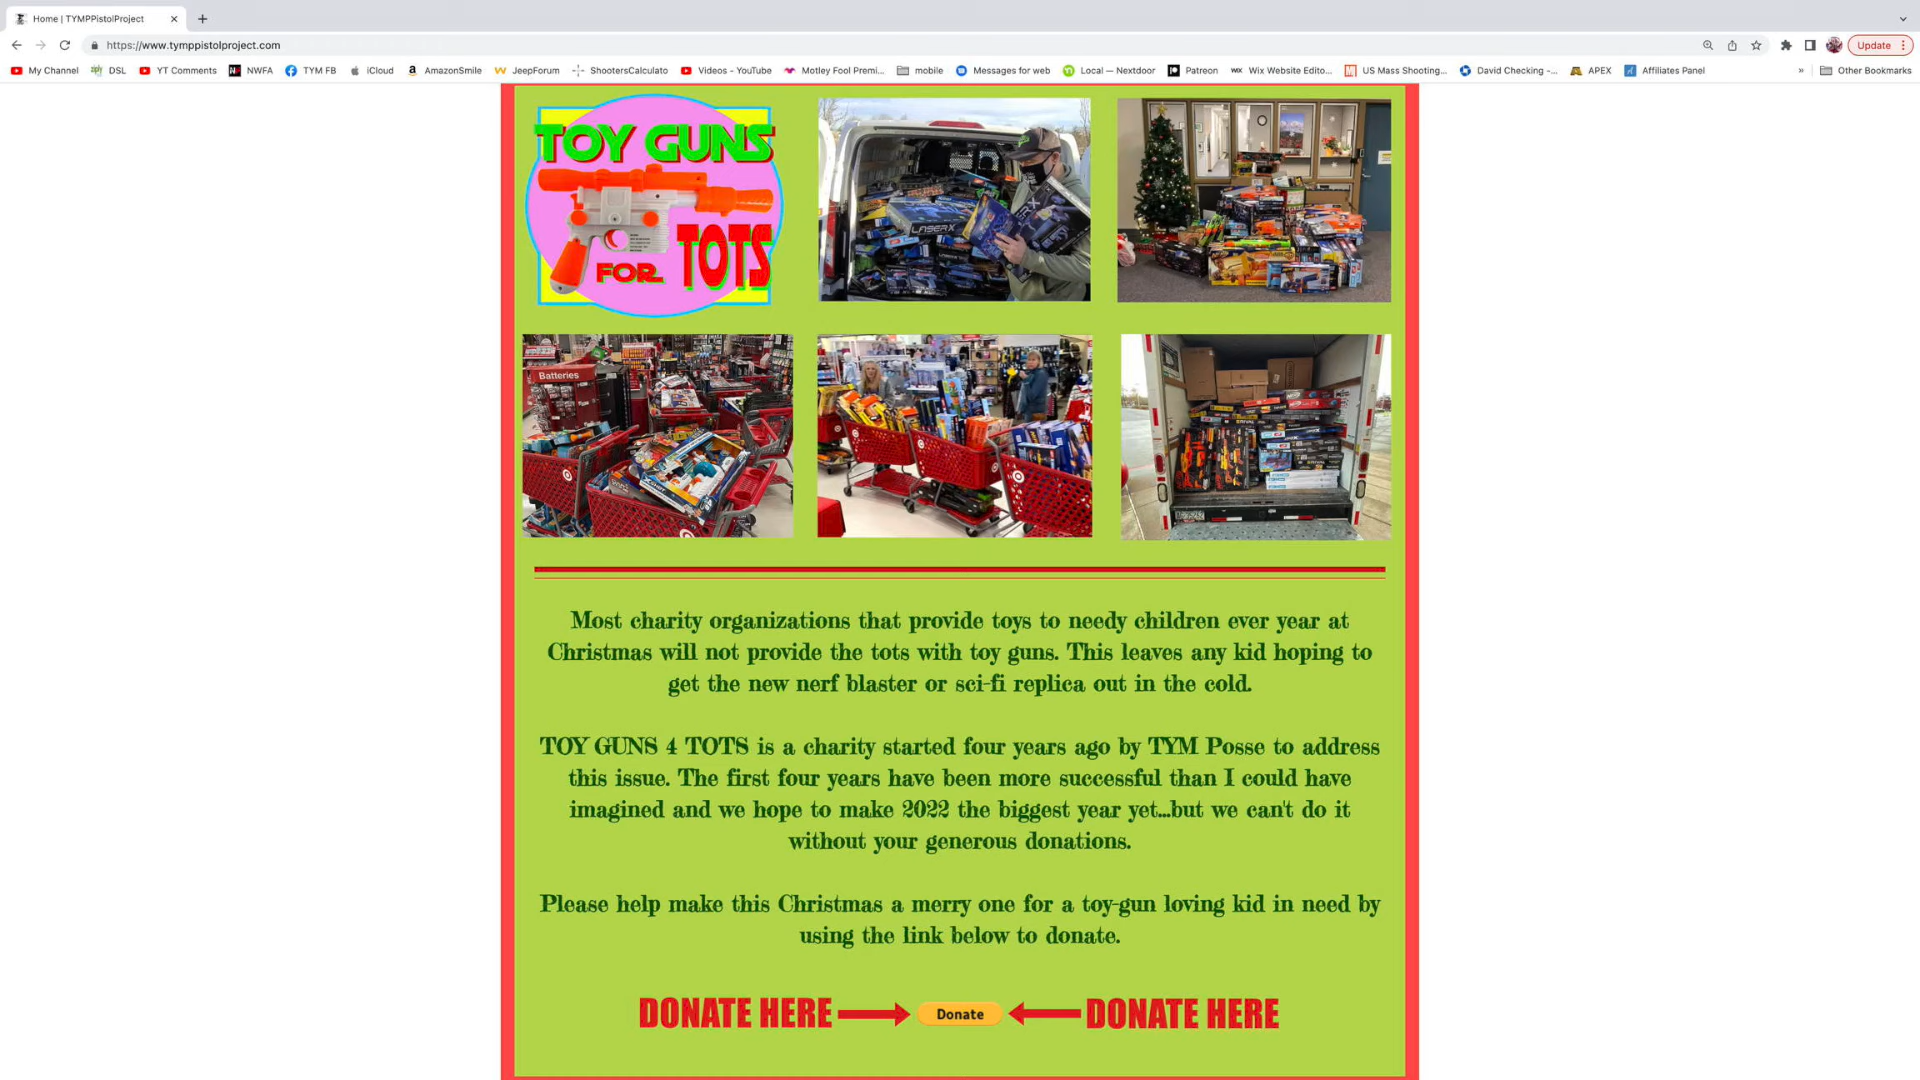 Home | TYMPPistolProject
https://www.tymppistolproject.com
Update
My Channel
DSL
YT Comments
NWFA
TYM FB
iCloud
AmazonSmile
JeepForum
ShootersCalculato
Videos - YouTube
Motley Fool Premi...
mobile
Messages for web
Local — Nextdoor
Patreon
WIX
Wix Website Edito...
US Mass Shooting...
David Checking -...
APEX
Affiliates Panel
»
Other Bookmarks
TOY GUNS
FOR TOTS
LASER X
Batteries
Most charity organizations that provide toys to needy children ever year at
Christmas will not provide the tots with toy guns. This leaves any kid hoping to
get the new nerf blaster or sci-fi replica out in the cold.
TOY GUNS 4 TOTS is a charity started four years ago by TYM Posse to address
this issue. The first four years have been more successful than I could have
imagined and we hope to make 2022 the biggest year yet...but we can't do it
without your generous donations.
Please help make this Christmas a merry one for a toy-gun loving kid in need by
using the link below to donate.
DONATE HERE Donate DONATE HERE